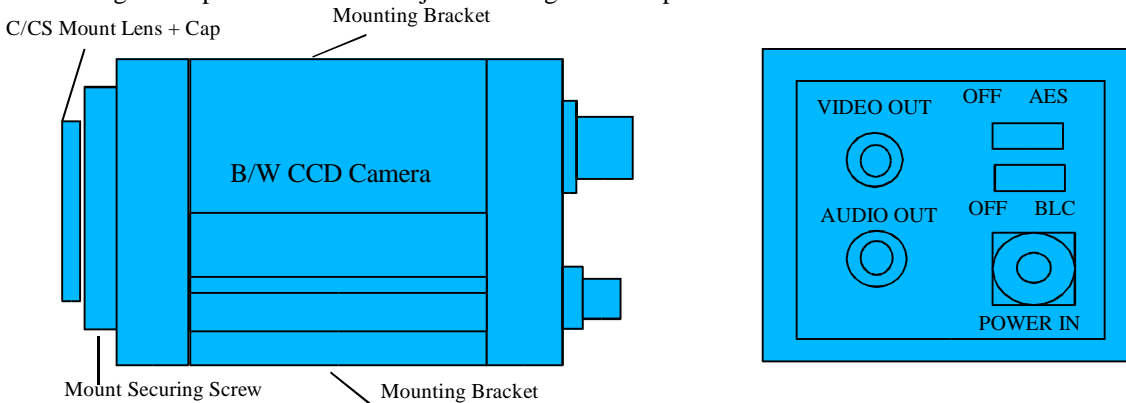 Mounting Bracket
C/CS Mount Lens + Cap
B/W CCD Camera
Mount Securing Screw
Mounting Bracket
OFF AES
VIDEO OUT
AUDIO OUT
OFF BLC
POWER IN